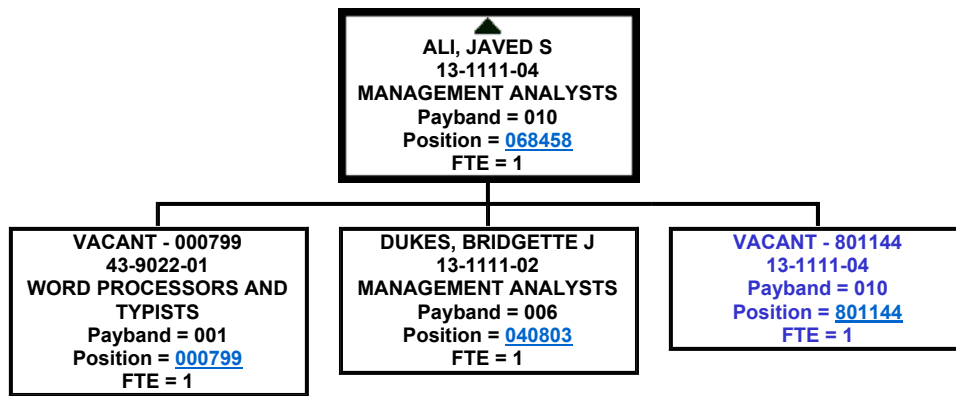 ALI, JAVED S
13-1111-04
MANAGEMENT ANALYSTS
Payband = 010
Position = 068458
FTE = 1
VACANT - 000799
43-9022-01
WORD PROCESSORS AND
TYPISTS
Payband = 001
Position = 000799
FTE = 1
DUKES, BRIDGETTE J
13-1111-02
MANAGEMENT ANALYSTS
Payband = 006
Position = 040803
FTE = 1
VACANT - 801144
13-1111-04
Payband = 010
Position = 801144
FTE = 1